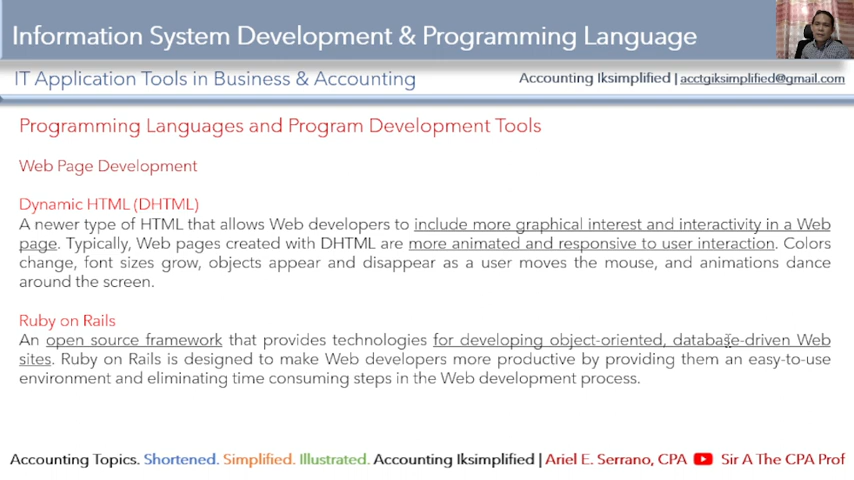 Information System Development & Programming Language
IT Application Tools in Business & Accounting
Accounting Iksimplified | acctgiksimplified@gmail.com
Programming Languages and Program Development Tools
Web Page Development
Dynamic HTML (DHTML)
A newer type of HTML that allows Web developers to include more graphical interest and interactivity in a Web
page. Typically, Web pages created with DHTML are more animated and responsive to user interaction. Colors
change, font sizes grow, objects appear and disappear as a user moves the mouse, and animations dance
around the screen.
Ruby on Rails
An open source framework that provides technologies for developing object-oriented, database-driven Web
sites. Ruby on Rails is designed to make Web developers more productive by providing them an easy-to-use
environment and eliminating time consuming steps in the Web development process.
Accounting Topics. Shortened. Simplified. Illustrated. Accounting Iksimplified | Ariel E. Serrano, CPA Sir A The CPA Prof